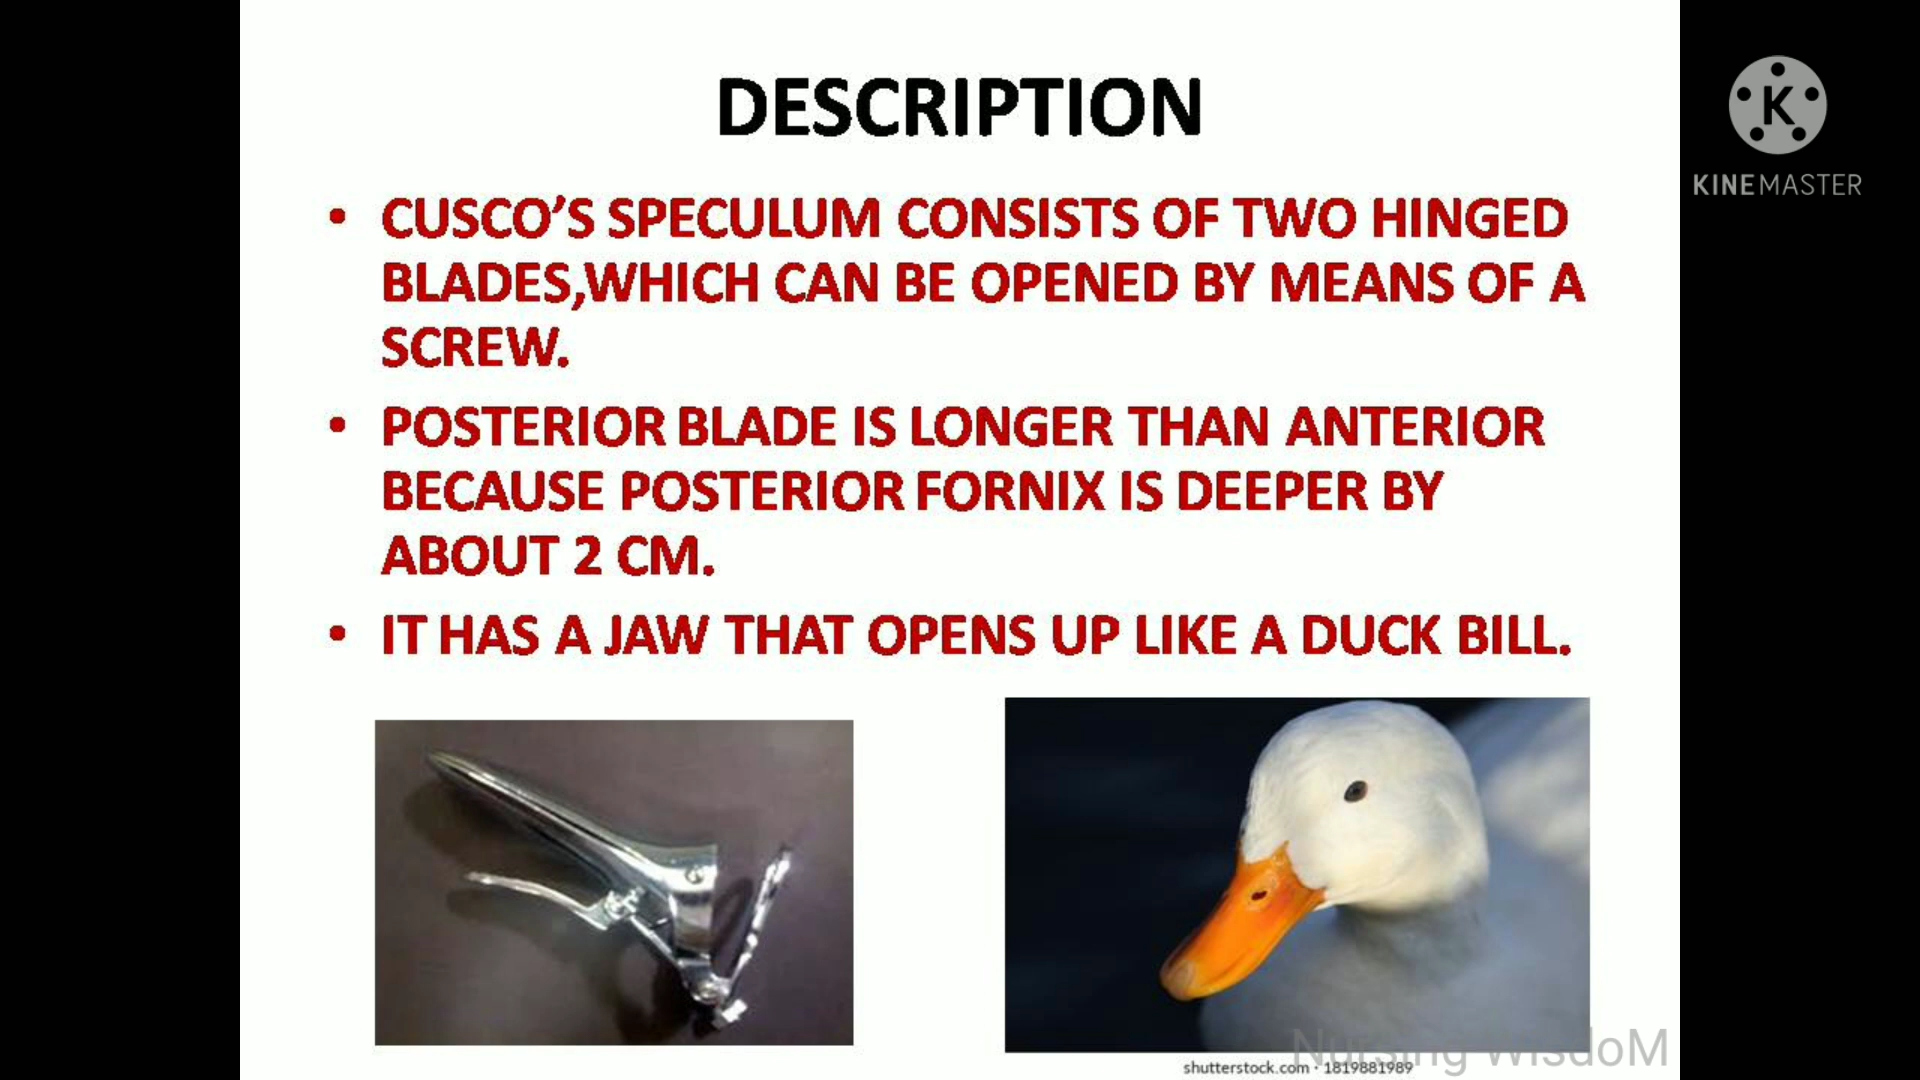 DESCRIPTION
• CUSCO’S SPECULUM CONSISTS OF TWO HINGED
BLADES,WHICH CAN BE OPENED BY MEANS OF A
SCREW.
• POSTERIOR BLADE IS LONGER THAN ANTERIOR
BECAUSE POSTERIOR FORNIX IS DEEPER BY
ABOUT 2 CM.
• IT HAS A JAW THAT OPENS UP LIKE A DUCK BILL.
K
KINEMASTER
Nursing WisdoM
shutterstock.com · 1819881989